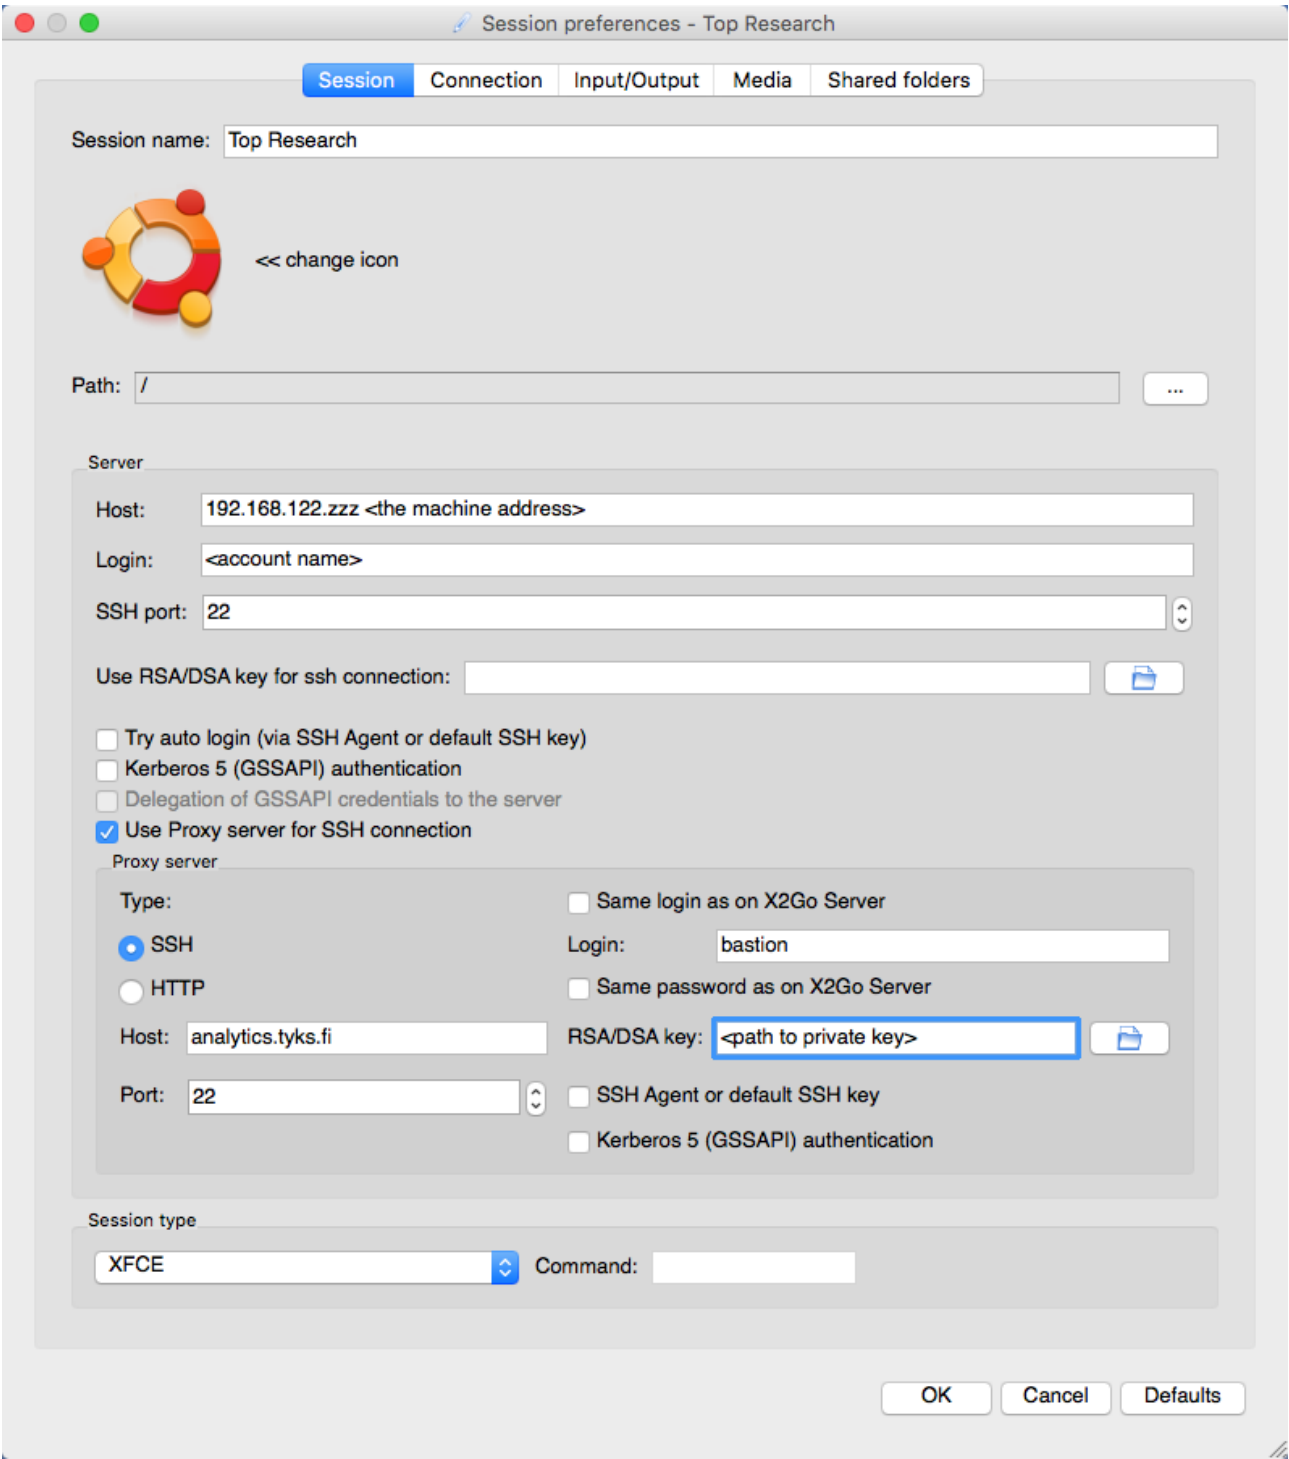 Session preferences - Top Research
Session Connection Input/Output Media Shared folders
Session name: Top Research
<< change icon
Path: / ...
Server
Host: 192.168.122.zzz <the machine address>
Login: <account name>
SSH port: 22
Use RSA/DSA key for ssh connection:
Try auto login (via SSH Agent or default SSH key)
Kerberos 5 (GSSAPI) authentication
Delegation of GSSAPI credentials to the server
Use Proxy server for SSH connection
Proxy server
Type: Same login as on X2Go Server
SSH Login: bastion
HTTP Same password as on X2Go Server
Host: analytics.tyks.fi RSA/DSA key: <path to private key>
Port: 22 SSH Agent or default SSH key
Kerberos 5 (GSSAPI) authentication
Session type
XFCE Command:
OK Cancel Defaults